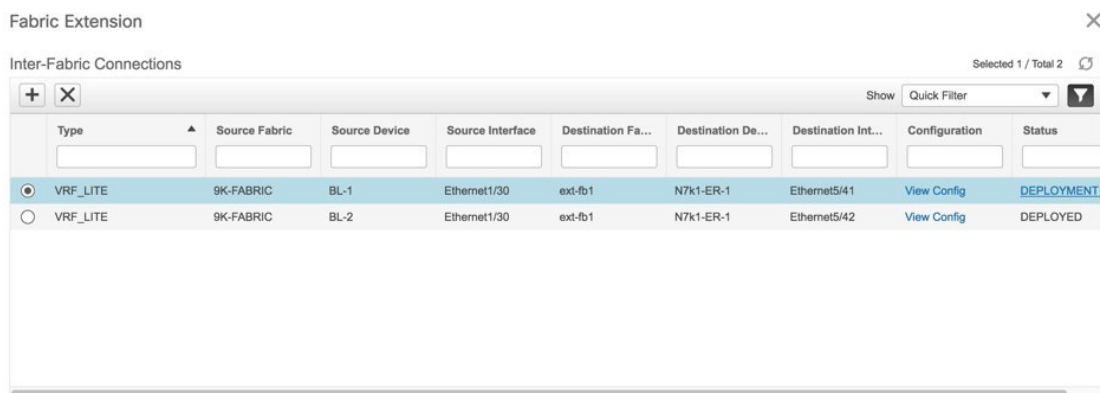 Fabric Extension
Inter-Fabric Connections
Selected 1 / Total 2
Show Quick Filter
Type Source Fabric Source Device Source Interface Destination Fa... Destination De... Destination Int... Configuration Status
VRF_LITE 9K-FABRIC BL-1 Ethernet1/30 ext-fb1 N7k1-ER-1 Ethernet5/41 View Config DEPLOYMENT
VRF_LITE 9K-FABRIC BL-2 Ethernet1/30 ext-fb1 N7k1-ER-1 Ethernet5/42 View Config DEPLOYED